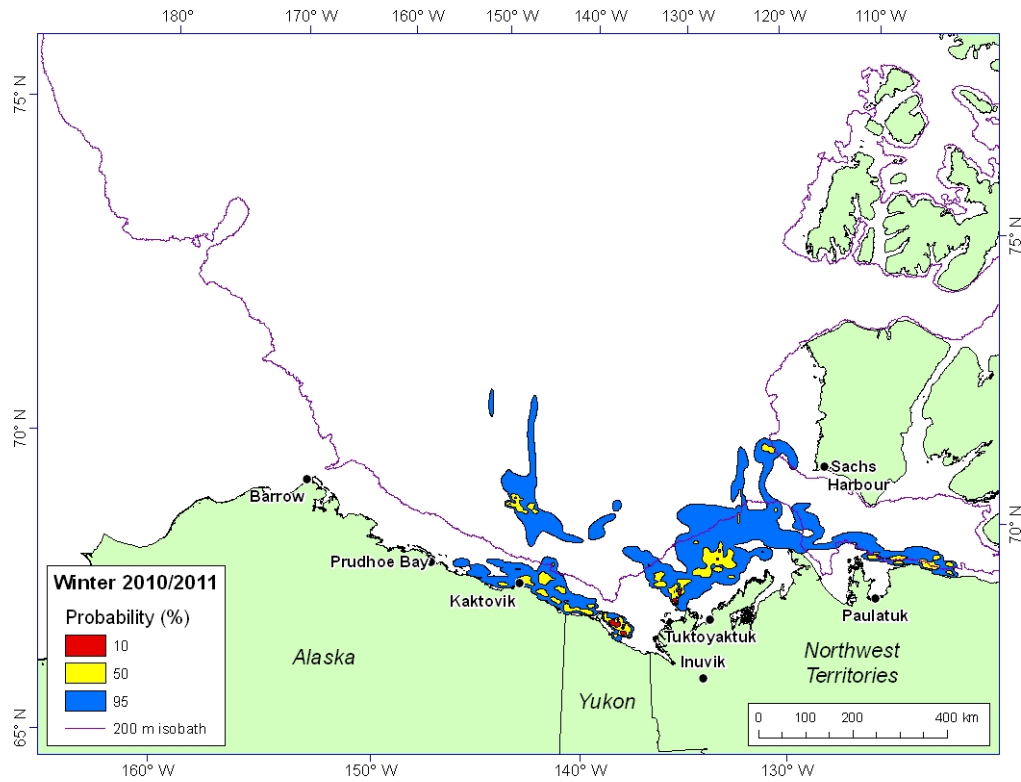 180° 170° W 160° W 150° W 140° W 130° W 120° W 110° W
75° N
75° N
70° N
70° N
65° N
Barrow
Prudhoe Bay
Kaktovik
Sachs
Harbour
Paulatuk
Tuktoyaktuk
Inuvik
Alaska
Yukon
Northwest
Territories
Winter 2010/2011
Probability (%)
10
50
95
200 m isobath
0 100 200 400 km
160° W 150° W 140° W 130° W